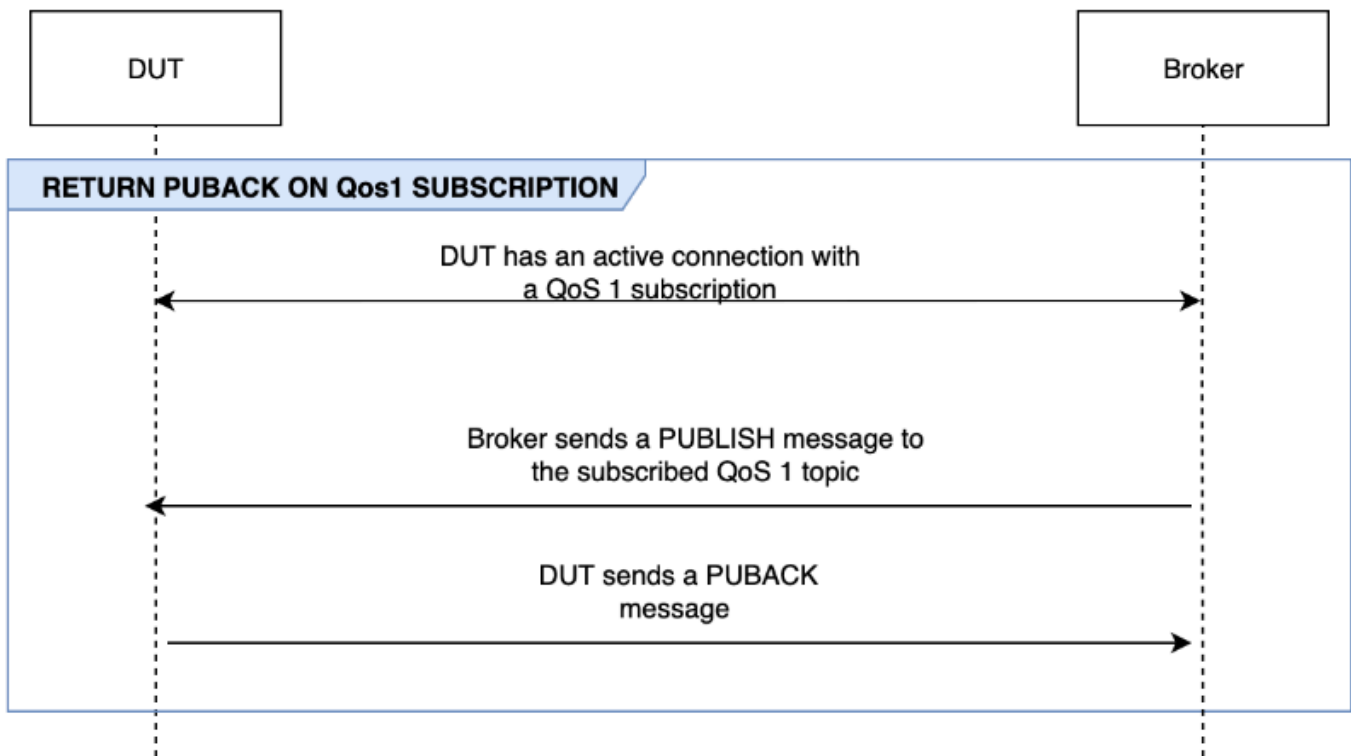 DUT
Broker
RETURN PUBACK ON Qos1 SUBSCRIPTION
DUT has an active connection with
a QoS 1 subscription
Broker sends a PUBLISH message to
the subscribed QoS 1 topic
DUT sends a PUBACK
message